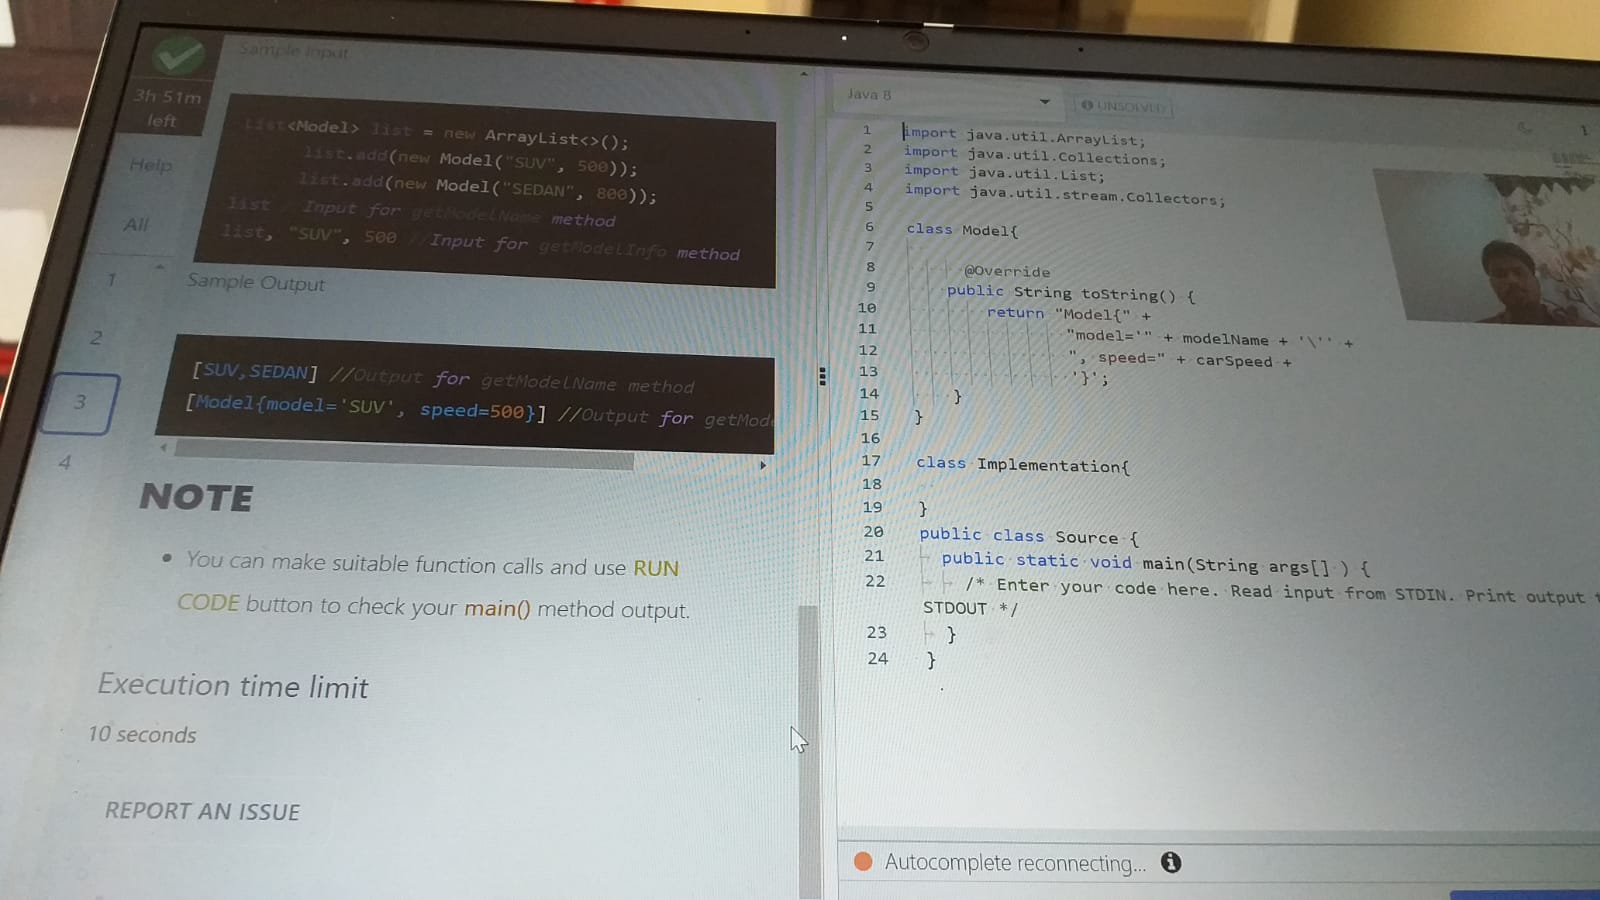 Sample Input
3h 51m
left
Help
All
1
2
3
4
List<Model> list = new ArrayList<>();
list.add(new Model("SUV", 500));
list.add(new Model("SEDAN", 800));
list // Input for getModelName method
list, "SUV", 500 //Input for getModelInfo method
Sample Output
[SUV,SEDAN] //Output for getModelName method
[Model{model='SUV', speed=500}] //Output for getMod
NOTE
• You can make suitable function calls and use RUN
CODE button to check your main() method output.
Execution time limit
10 seconds
REPORT AN ISSUE
Java 8
UNSOLVED
1 import java.util.ArrayList;
2 import java.util.Collections;
3 import java.util.List;
4 import java.util.stream.Collectors;
5
6 class Model{
7
8 @Override
9 public String toString() {
10 return "Model{" +
11 "model='" + modelName + '\'' +
12 ", speed=" + carSpeed +
13 '}';
14 }
15 }
16
17 class Implementation{
18
19 }
20 public class Source {
21 public static void main(String args[] ) {
22 /* Enter your code here. Read input from STDIN. Print output
STDOUT */
23 }
24 }
Autocomplete reconnecting...